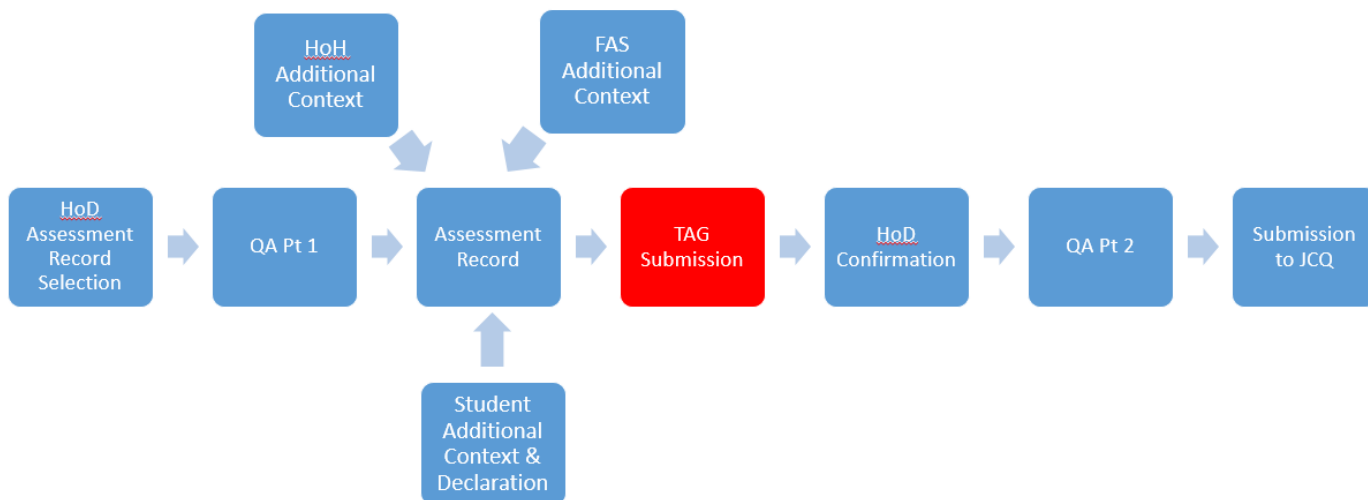 HoH
Additional
Context
FAS
Additional
Context
HoD
Assessment
Record
Selection
QA Pt 1
Assessment
Record
TAG
Submission
HoD
Confirmation
QA Pt 2
Submission
to JCQ
Student
Additional
Context &
Declaration